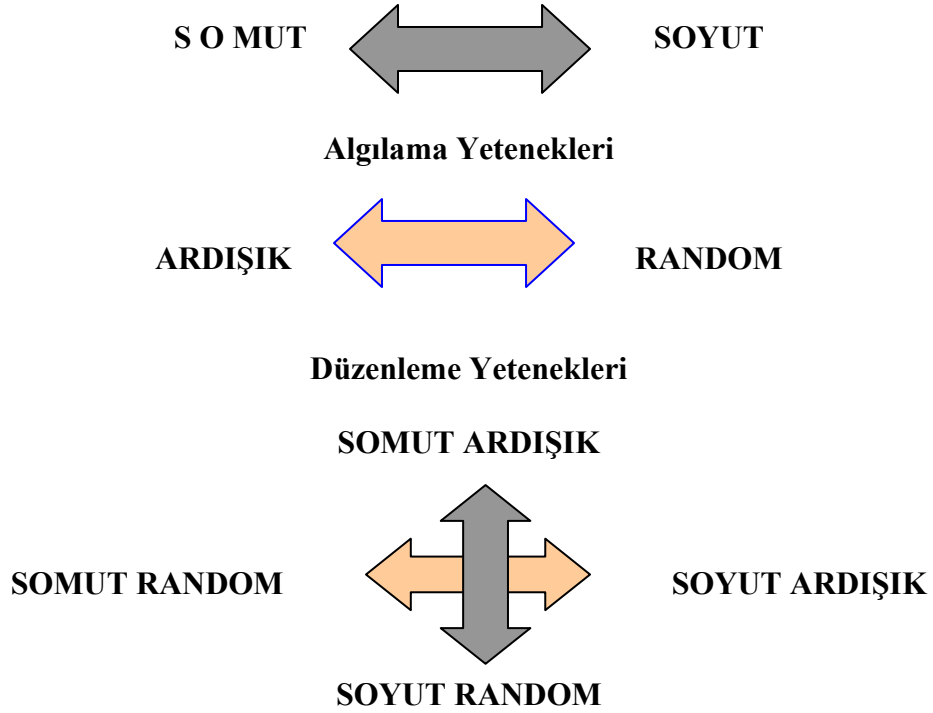 S O MUT SOYUT
Algılama Yetenekleri
ARDIŞIK RANDOM
Düzenleme Yetenekleri
SOMUT ARDIŞIK
SOMUT RANDOM SOYUT ARDIŞIK
SOYUT RANDOM